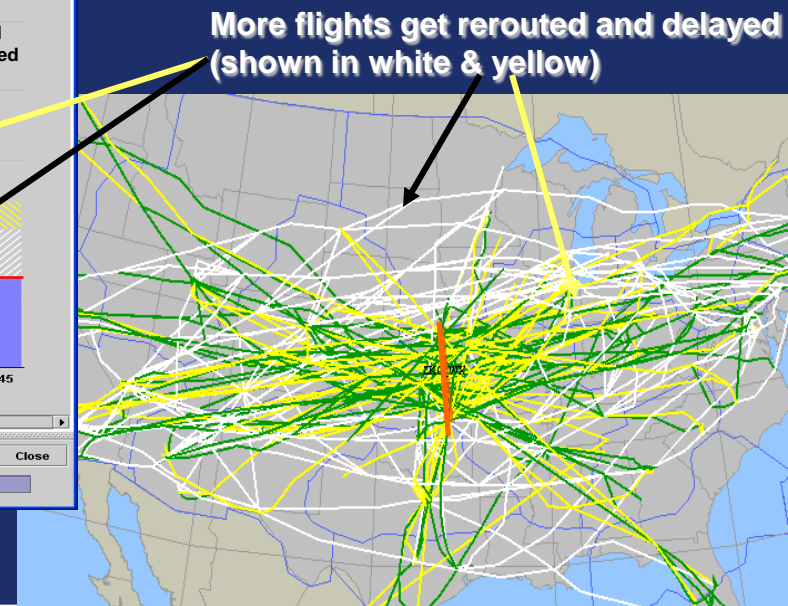 More flights get rerouted and delayed
(shown in white & yellow)
ed
45
Close